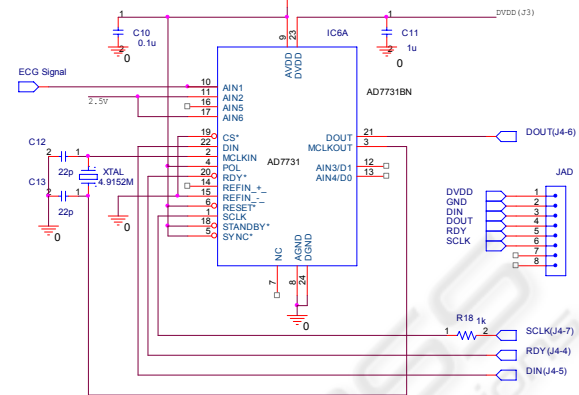 1
C10
0.1u
2
0
9
23
AVDD
DVDD
IC6A
1
C11
1u
2
0
DVDD(J3)
AD7731BN
ECG Signal
2.5V
10
AIN1
11
AIN2
16
AIN5
17
AIN6
19
CS*
22
DIN
2
MCLKIN
4
POL
20
RDY*
14
REFIN_+_
15
REFIN_-_
6
RESET*
1
SCLK
18
STANDBY*
5
SYNC*
AD7731
DOUT
21
MCLKOUT
3
AIN3/D1
12
AIN4/D0
13
DOUT(J4-6)
C12
2
1
22p
XTAL
4.9152M
C13
2
1
22p
0
0
NC
AGND
DGND
7
8
24
0
JAD
DVDD
1
GND
2
DIN
3
DOUT
4
RDY
5
SCLK
6
7
8
R18
1k
1
2
SCLK(J4-7)
RDY(J4-4)
DIN(J4-5)